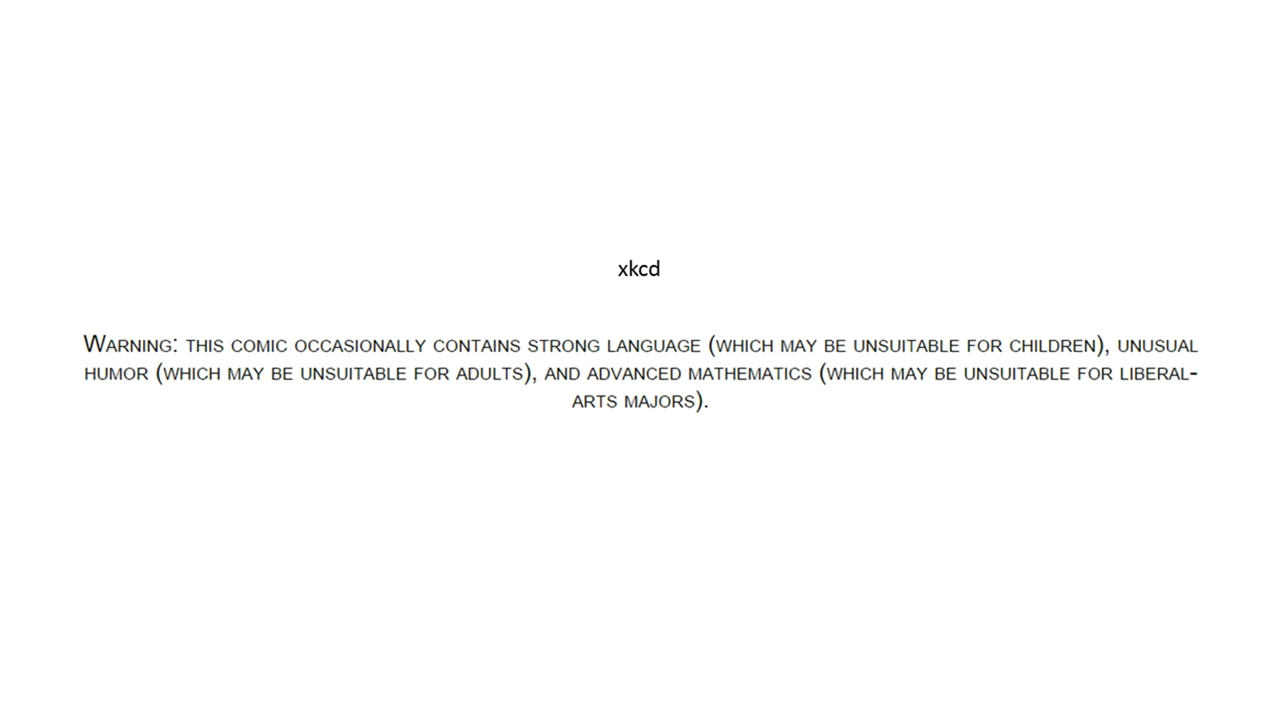 xkcd
Warning: this comic occasionally contains strong language (which may be unsuitable for children), unusual
humor (which may be unsuitable for adults), and advanced mathematics (which may be unsuitable for liberal-
arts majors).